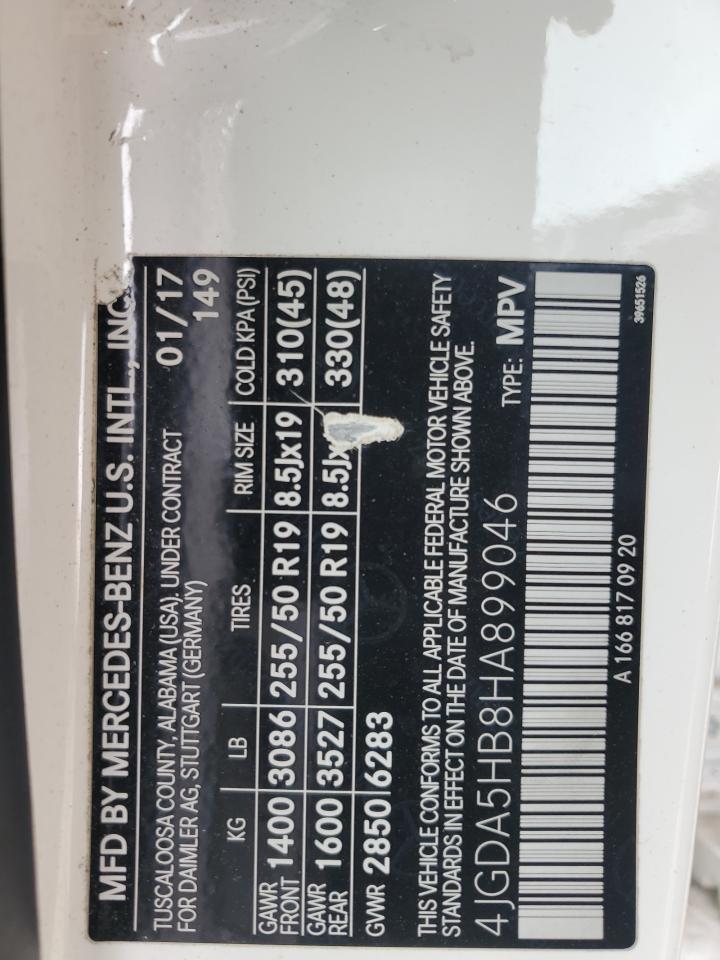 MFD BY MERCEDES-BENZ U.S. INTL., INC.
TUSCALOOSA COUNTY, ALABAMA (USA), UNDER CONTRACT 01/17
FOR DAIMLER AG, STUTTGART (GERMANY) 149
KG LB TIRES RIM SIZE COLD KPA (PSI)
GAWR FRONT 1400 3086 255/50 R19 8.5Jx19 310(45)
GAWR REAR 1600 3527 255/50 R19 8.5Jx 330(48)
GVWR 2850 6283
THIS VEHICLE CONFORMS TO ALL APPLICABLE FEDERAL MOTOR VEHICLE SAFETY
STANDARDS IN EFFECT ON THE DATE OF MANUFACTURE SHOWN ABOVE.
4JGDA5HB8HA899046 TYPE: MPV
A 166 817 09 20 39651526